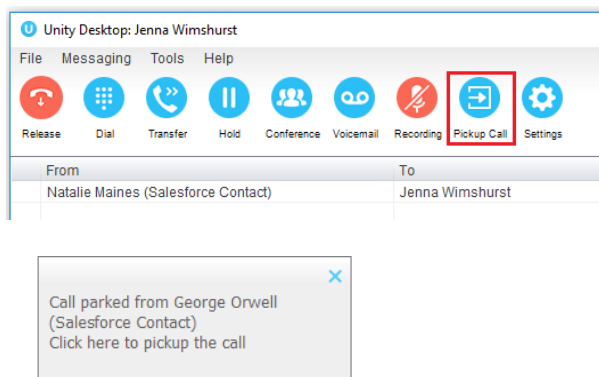 Unity Desktop: Jenna Wimshurst
File Messaging Tools Help
Release Dial Transfer Hold Conference Voicemail Recording Pickup Call Settings
From To
Natalie Maines (Salesforce Contact) Jenna Wimshurst
Call parked from George Orwell
(Salesforce Contact)
Click here to pickup the call